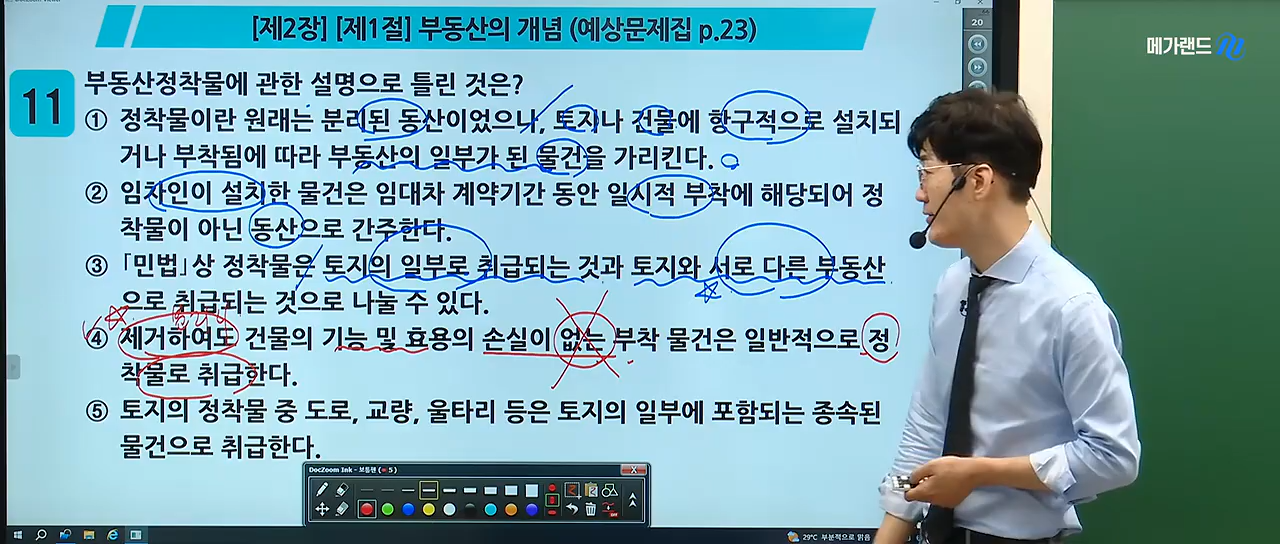 [제2장] [제1절] 부동산의 개념 (예상문제집 p.23)
20
메가랜드
11
부동산정착물에 관한 설명으로 틀린 것은?
① 정착물이란 원래는 분리된 동산이었으나, 토지나 건물에 항구적으로 설치되
거나 부착됨에 따라 부동산의 일부가 된 물건을 가리킨다.
② 임차인이 설치한 물건은 임대차 계약기간 동안 일시적 부착에 해당되어 정
착물이 아닌 동산으로 간주한다.
③ 「민법」상 정착물은 토지의 일부로 취급되는 것과 토지와 서로 다른 부동산
으로 취급되는 것으로 나눌 수 있다.
④ 제거하여도 건물의 기능 및 효용의 손실이 없는 부착 물건은 일반적으로 정
착물로 취급한다.
⑤ 토지의 정착물 중 도로, 교량, 울타리 등은 토지의 일부에 포함되는 종속된
물건으로 취급한다.
DocZoom Ink - 보통펜 ( 5 )
29℃ 부분적으로 맑음